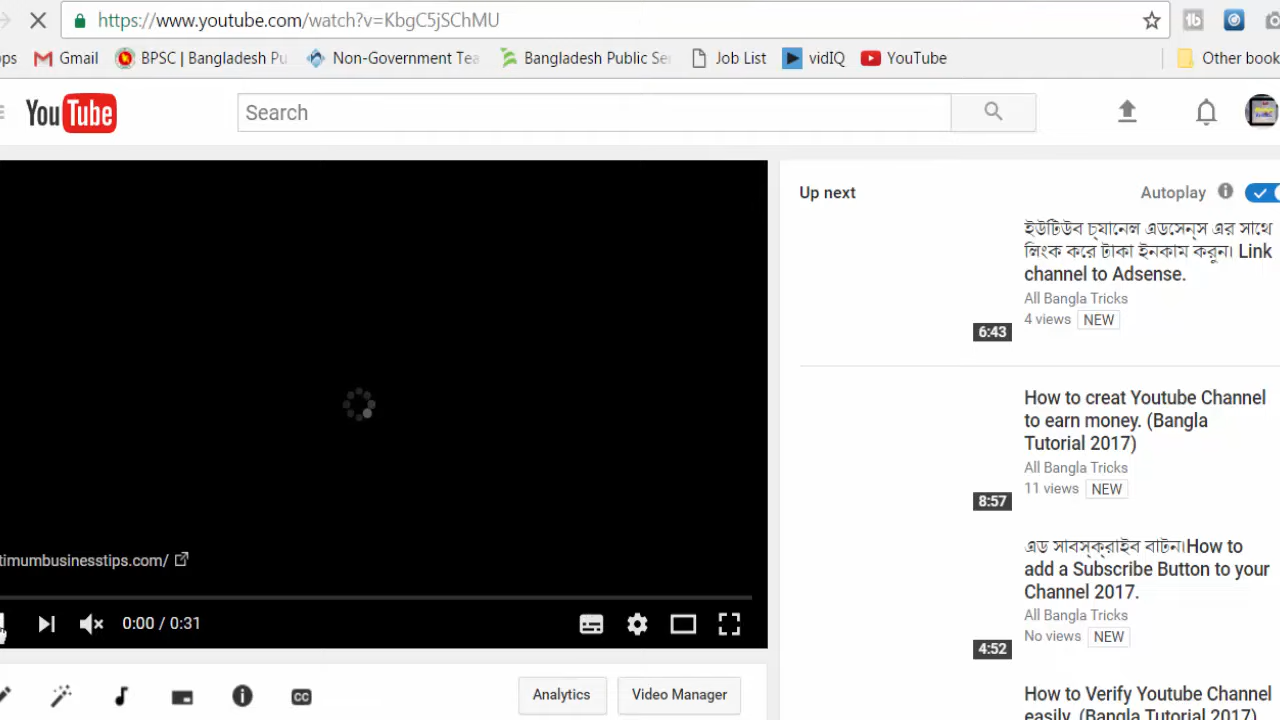 https://www.youtube.com/watch?v=KbgC5jSChMU
Gmail
BPSC | Bangladesh Pu
Non-Government Tea
Bangladesh Public Se
Job List
vidIQ
YouTube
Other book
YouTube
Search
Up next
Autoplay
ইউটিউব চ্যানেল এডসেন্স এর সাথে
লিংক করে টাকা ইনকাম করুন। Link
channel to Adsense.
All Bangla Tricks
4 views NEW
6:43
How to creat Youtube Channel
to earn money. (Bangla
Tutorial 2017)
All Bangla Tricks
11 views NEW
8:57
এড সাবস্ক্রাইব বাটন।How to
add a Subscribe Button to your
Channel 2017.
All Bangla Tricks
No views NEW
4:52
How to Verify Youtube Channel
easily. (Bangla Tutorial 2017)
timumbusinesstips.com/
0:00 / 0:31
CC
Analytics
Video Manager